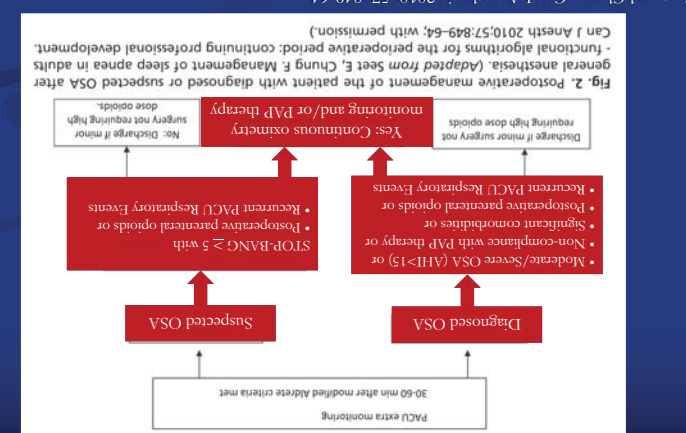 PACU extra monitoring
30-60 min after modified Aldrete criteria met
Diagnosed OSA
Suspected OSA
• Moderate/Severe OSA (AHI>15) or
• Non-compliance with PAP therapy or
• Significant comorbidities or
• Postoperative parenteral opioids or
• Recurrent PACU Respiratory Events
STOP-BANG ≥ 5 with
• Postoperative parenteral opioids or
• Recurrent PACU Respiratory Events
Discharge if minor surgery not
requiring high dose opioids
Yes: Continuous oximetry
monitoring and/or PAP therapy
No: Discharge if minor
surgery not requiring high
dose opioids.
Fig. 2. Postoperative management of the patient with diagnosed or suspected OSA after
general anesthesia. (Adapted from Seet E, Chung F. Management of sleep apnea in adults
- functional algorithms for the perioperative period: continuing professional development.
Can J Anesth 2010;57:849-64; with permission.)
2010; 57: 849-64